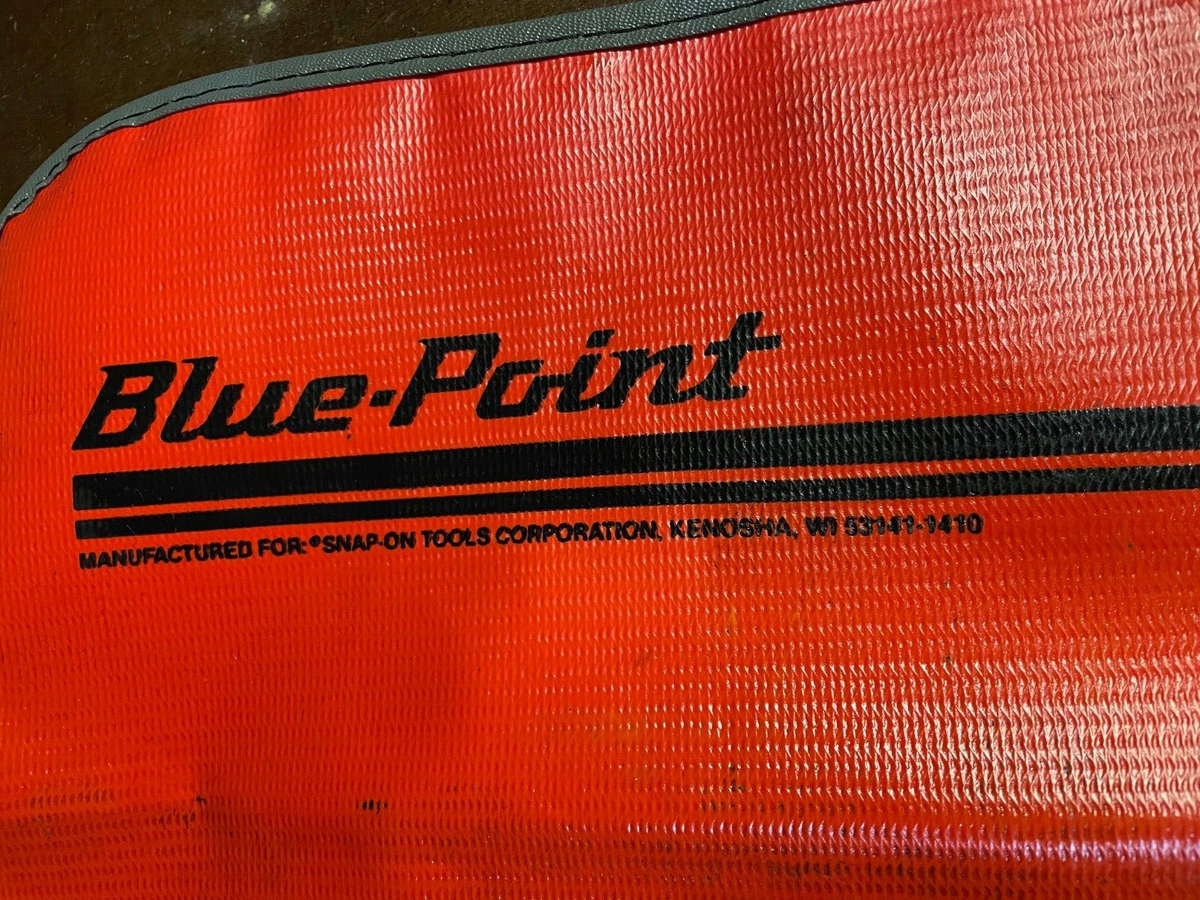 Blue-Point
MANUFACTURED FOR: ®SNAP-ON TOOLS CORPORATION, KENOSHA, WI 53141-1410